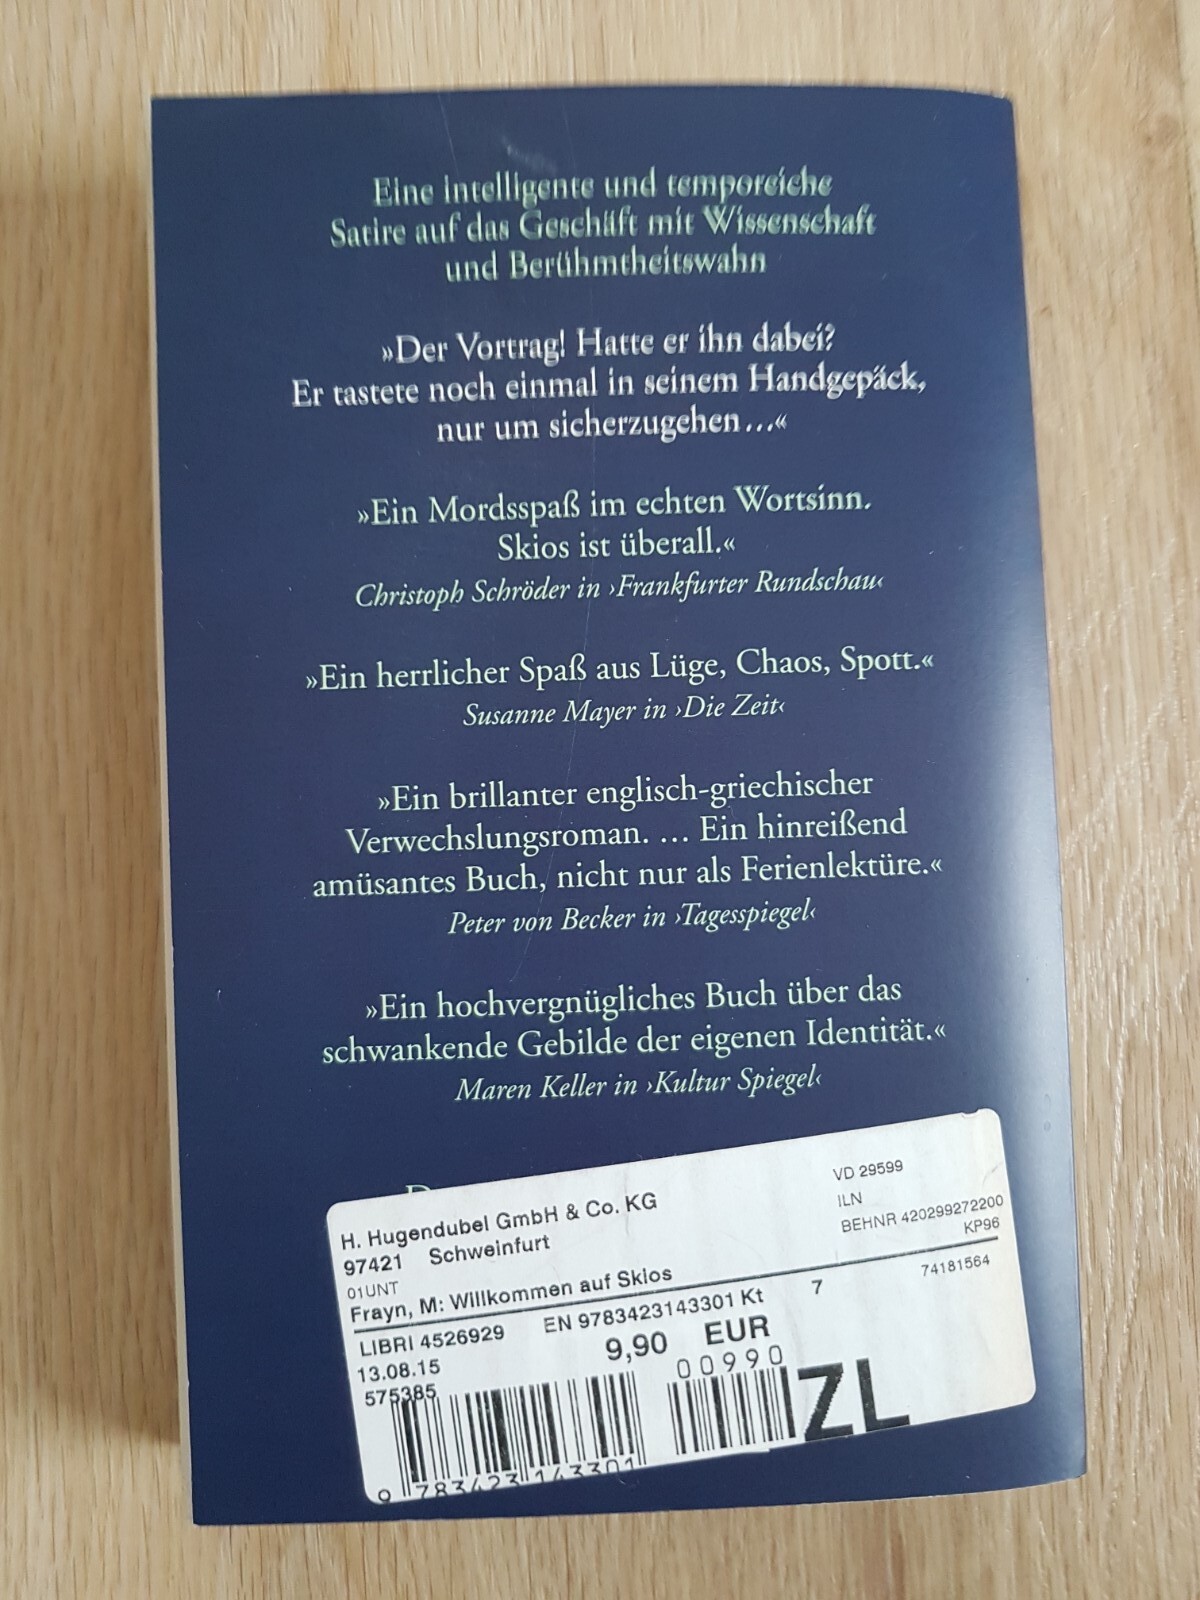 Eine intelligente und temporeiche
Satire auf das Geschäft mit Wissenschaft
und Berühmtheitswahn
»Der Vortrag! Hatte er ihn dabei?
Er tastete noch einmal in seinem Handgepäck,
nur um sicherzugehen...«
»Ein Mordsspaß im echten Wortsinn.
Skios ist überall.«
Christoph Schröder in ›Frankfurter Rundschau‹
»Ein herrlicher Spaß aus Lüge, Chaos, Spott.«
Susanne Mayer in ›Die Zeit‹
»Ein brillanter englisch-griechischer
Verwechslungsroman. ... Ein hinreißend
amüsantes Buch, nicht nur als Ferienlektüre.«
Peter von Becker in ›Tagesspiegel‹
»Ein hochvergnügliches Buch über das
schwankende Gebilde der eigenen Identität.«
Maren Keller in ›Kultur Spiegel‹
H. Hugendubel GmbH & Co. KG VD 29599
97421 Schweinfurt ILN
01UNT BEHNR 420299272200
Frayn, M: Willkommen auf Skios KP96
LIBRI 4526929 EN 9783423143301 Kt 7 74181564
13.08.15 9,90 EUR
575385 00990
ZL
9 783423 143301